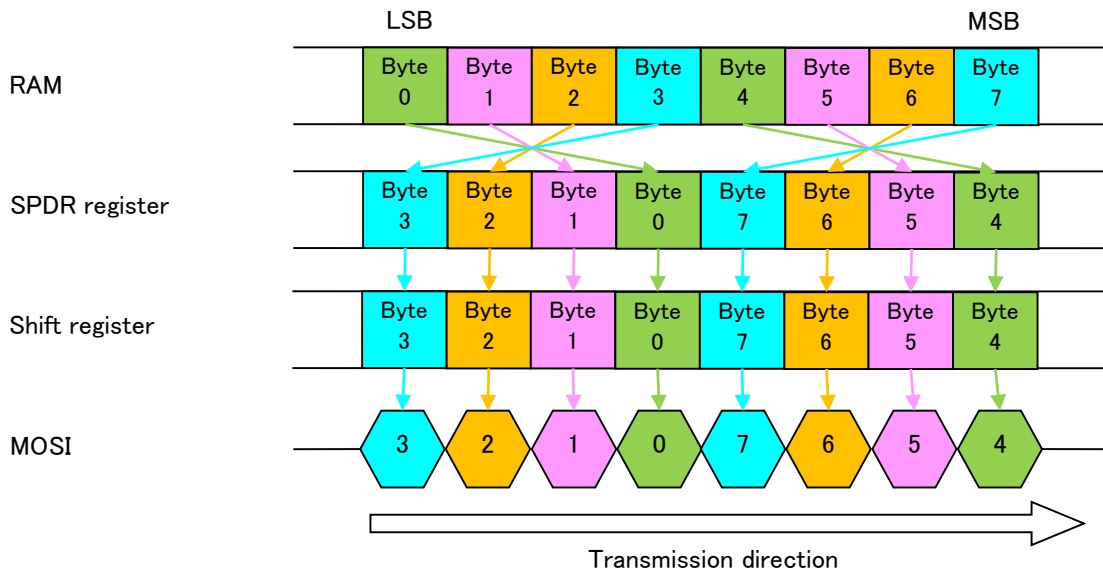 LSB MSB
RAM
Byte Byte Byte Byte Byte Byte Byte Byte
0 1 2 3 4 5 6 7
SPDR register
Byte Byte Byte Byte Byte Byte Byte Byte
3 2 1 0 7 6 5 4
Shift register
Byte Byte Byte Byte Byte Byte Byte Byte
3 2 1 0 7 6 5 4
MOSI 3 2 1 0 7 6 5 4
Transmission direction